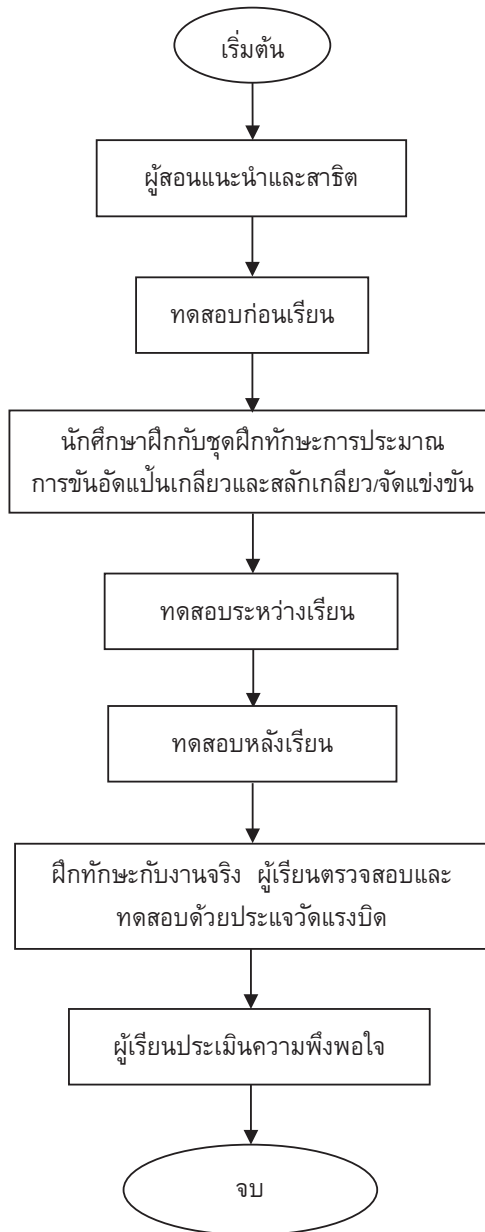 เริ่มต้น
ผู้สอนแนะนำและสาธิต
ทดสอบก่อนเรียน
นักศึกษาฝึกกับชุดฝึกทักษะการประมาณ
การขันอัดแป้นเกลียวและสลักเกลียว/จัดแข่งขัน
ทดสอบระหว่างเรียน
ทดสอบหลังเรียน
ฝึกทักษะกับงานจริง ผู้เรียนตรวจสอบและ
ทดสอบด้วยประแจวัดแรงบิด
ผู้เรียนประเมินความพึงพอใจ
จบ